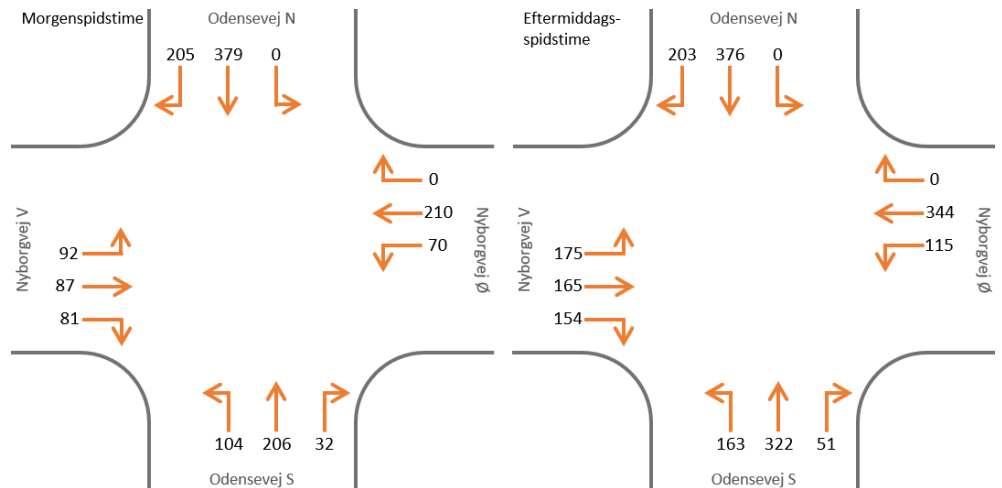 Morgenspidstime
Odensevej N
205 379 0
0
210
70
Nyborgvej V
Nyborgvej Ø
92
87
81
104 206 32
Odensevej S
Eftermiddags-
spidstime
Odensevej N
203 376 0
0
344
115
Nyborgvej V
Nyborgvej Ø
175
165
154
163 322 51
Odensevej S